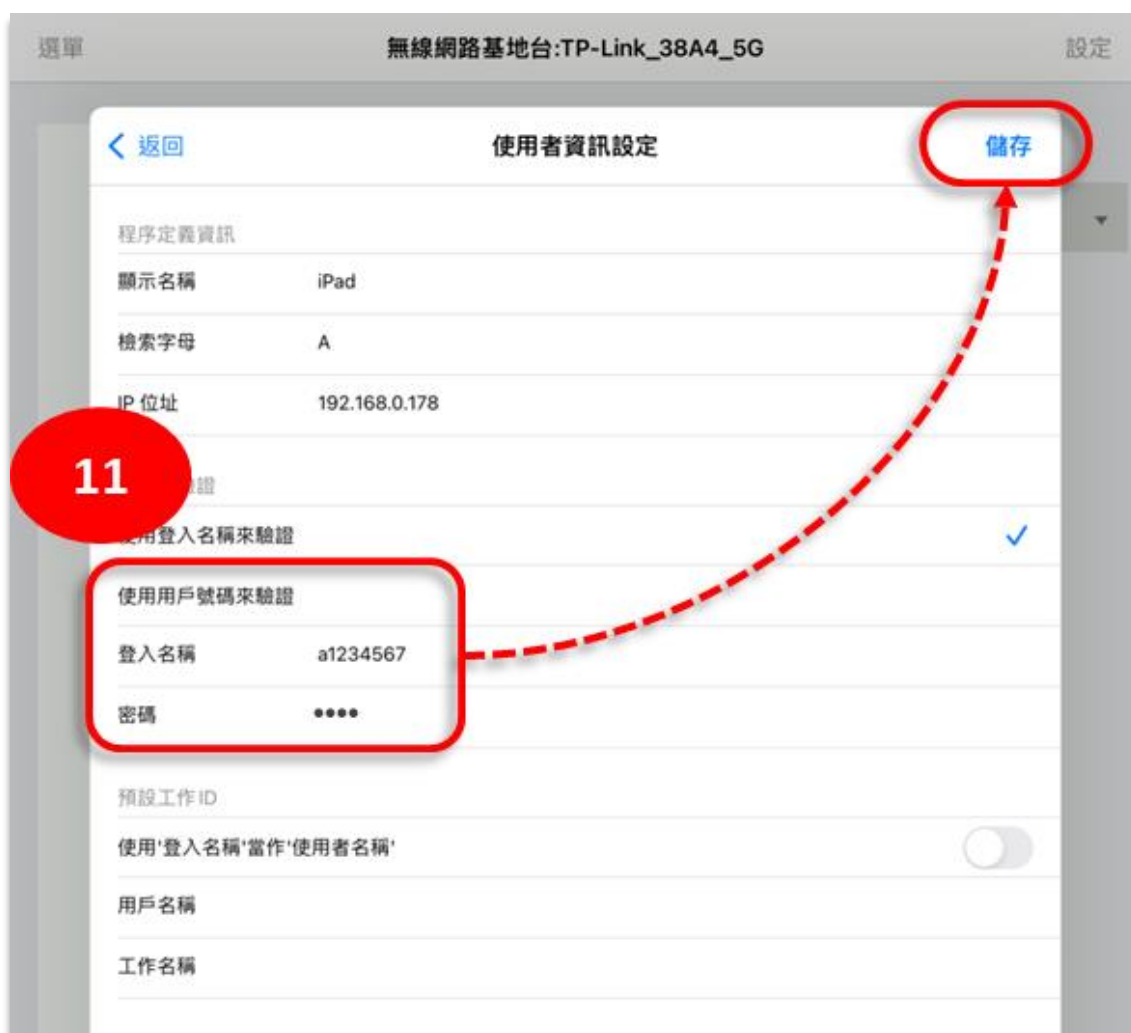 選單 無線網路基地台:TP-Link_38A4_5G 設定
返回 使用者資訊設定 儲存
程序定義資訊
顯示名稱 iPad
檢索字母 A
IP 位址 192.168.0.178
11
驗證
使用登入名稱來驗證
使用用戶號碼來驗證
登入名稱 a1234567
密碼 ••••
預設工作ID
使用'登入名稱'當作'使用者名稱'
用戶名稱
工作名稱